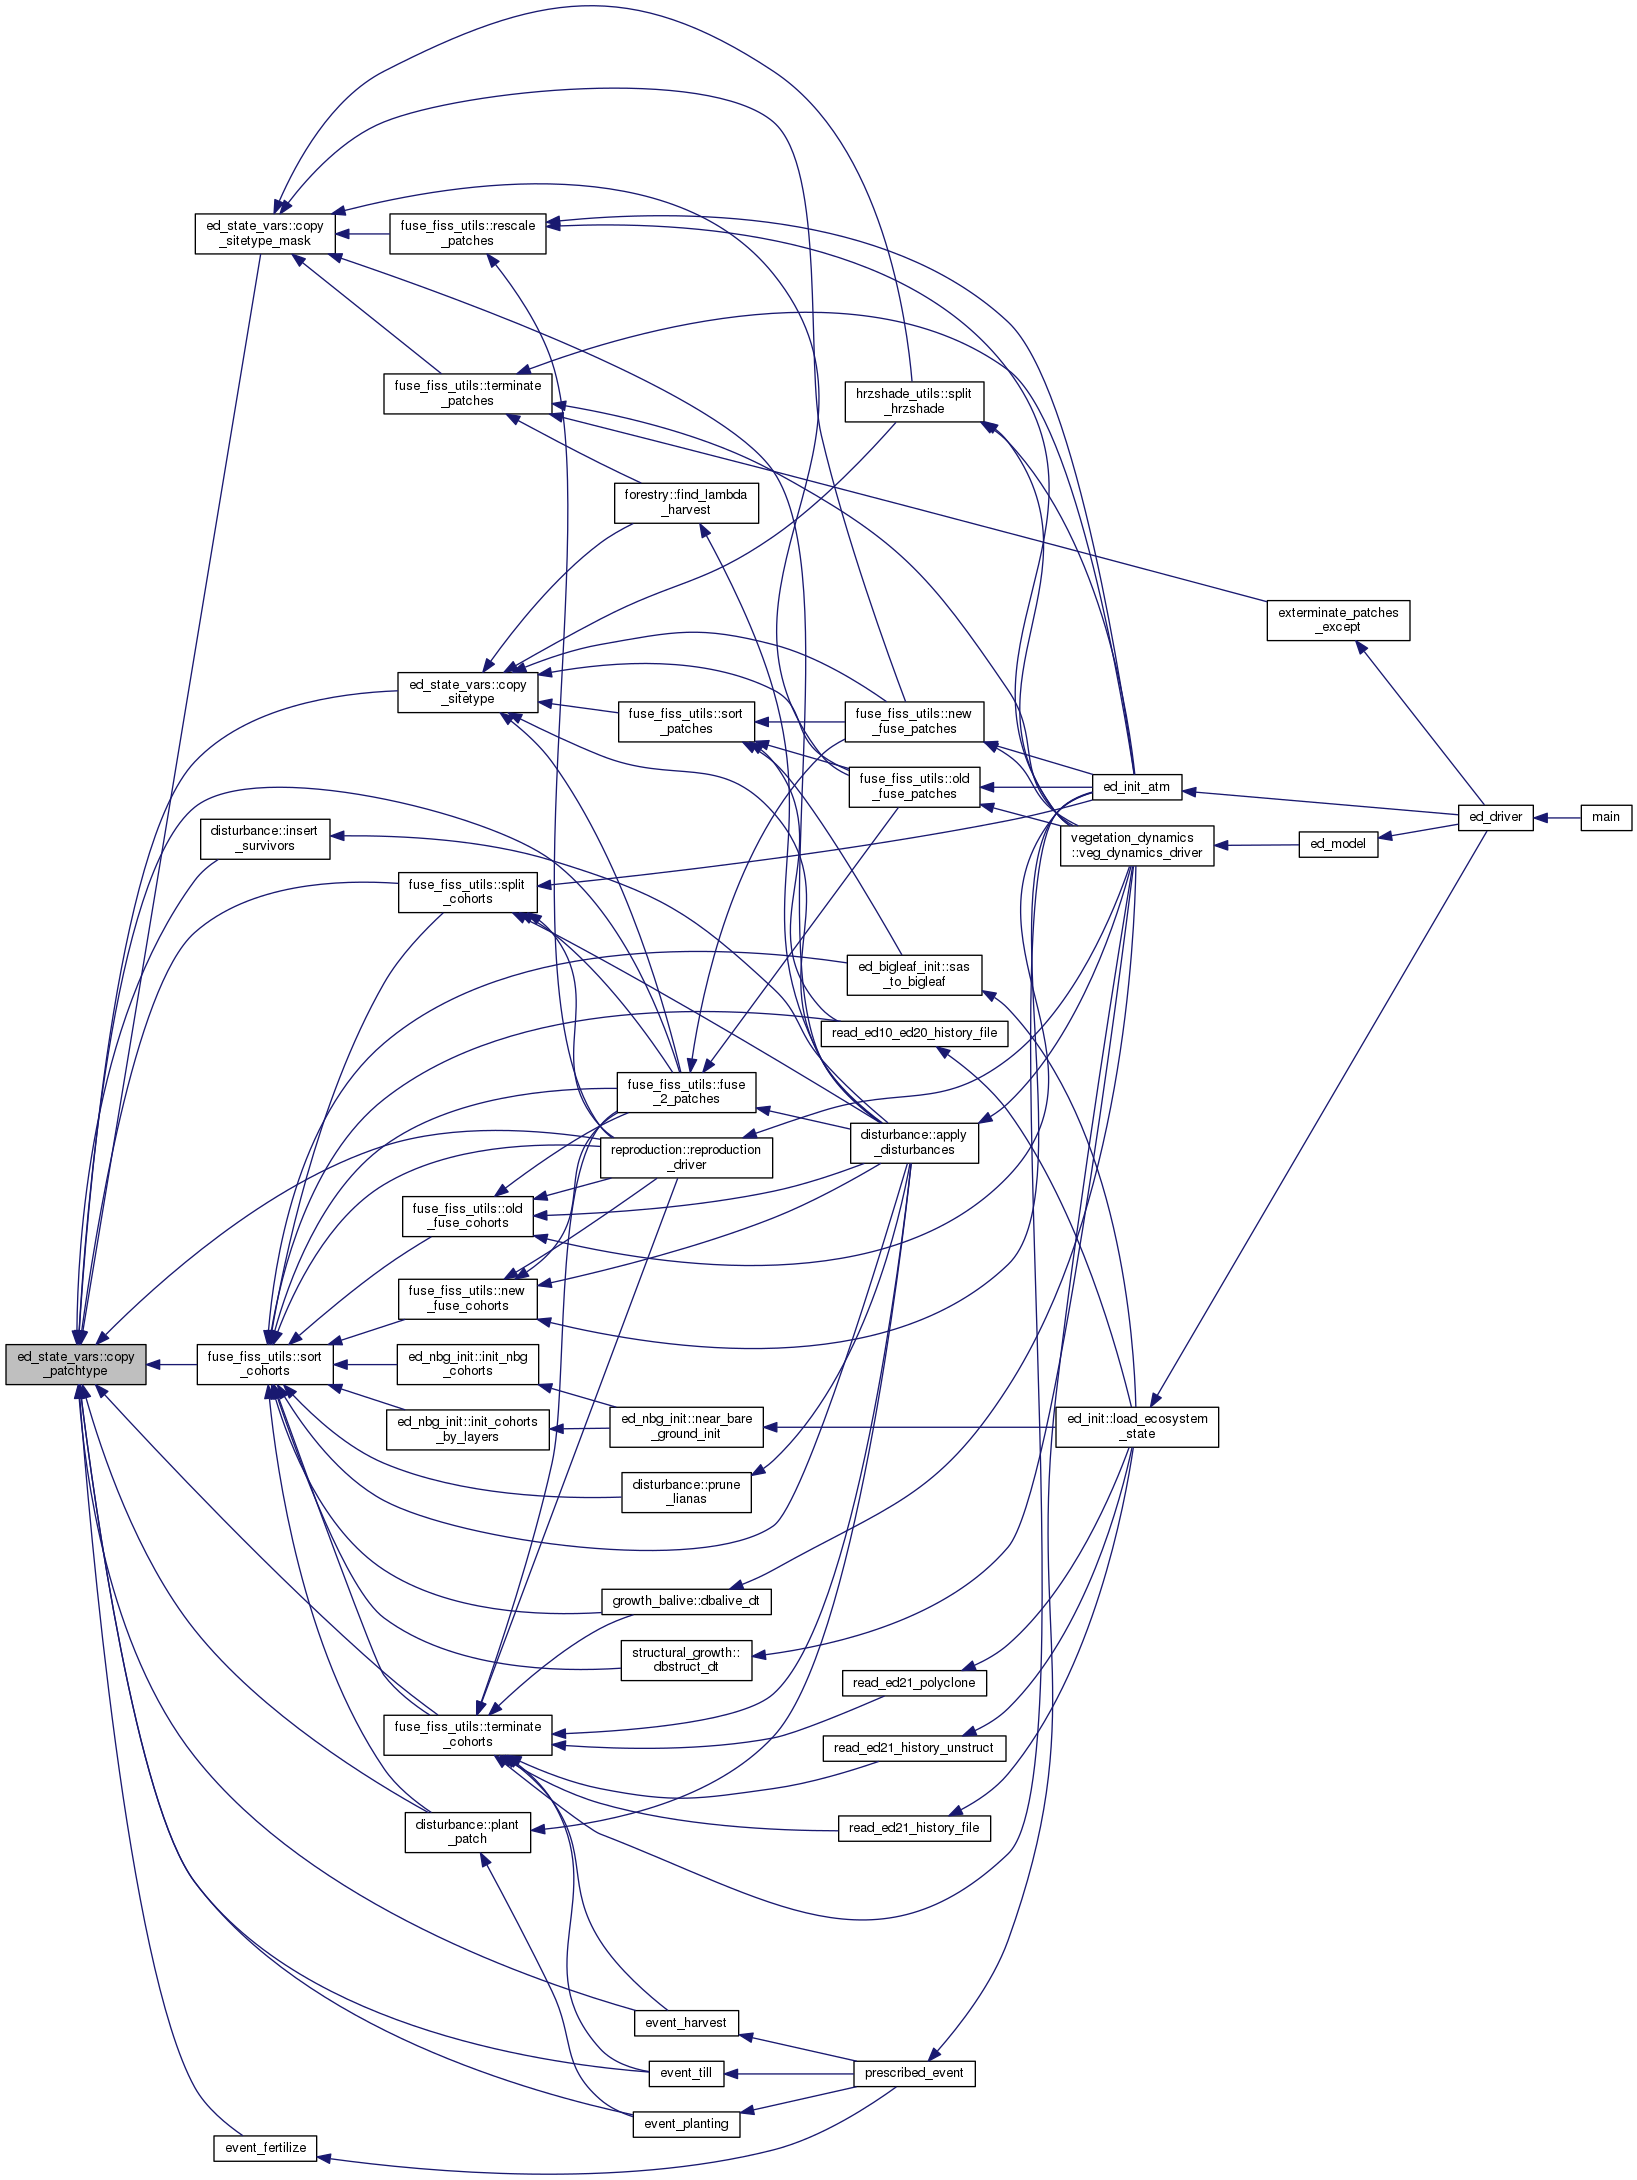 ed_state_vars::copy
_sitetype_mask
fuse_fiss_utils::rescale
_patches
fuse_fiss_utils::terminate
_patches
hrzshade_utils::split
_hrzshade
forestry::find_lambda
_harvest
exterminate_patches
_except
ed_state_vars::copy
_sitetype
fuse_fiss_utils::sort
_patches
fuse_fiss_utils::new
_fuse_patches
fuse_fiss_utils::old
_fuse_patches
ed_init_atm
ed_driver
main
disturbance::insert
_survivors
vegetation_dynamics
::veg_dynamics_driver
ed_model
fuse_fiss_utils::split
_cohorts
ed_bigleaf_init::sas
_to_bigleaf
read_ed10_ed20_history_file
fuse_fiss_utils::fuse
_2_patches
disturbance::apply
_disturbances
reproduction::reproduction
_driver
fuse_fiss_utils::old
_fuse_cohorts
fuse_fiss_utils::new
_fuse_cohorts
ed_state_vars::copy
_patchtype
fuse_fiss_utils::sort
_cohorts
ed_nbg_init::init_nbg
_cohorts
ed_nbg_init::init_cohorts
_by_layers
ed_nbg_init::near_bare
_ground_init
ed_init::load_ecosystem
_state
disturbance::prune
_lianas
growth_balive::dbalive_dt
structural_growth::
dbstruct_dt
read_ed21_polyclone
fuse_fiss_utils::terminate
_cohorts
read_ed21_history_unstruct
disturbance::plant
_patch
read_ed21_history_file
event_harvest
event_till
prescribed_event
event_planting
event_fertilize